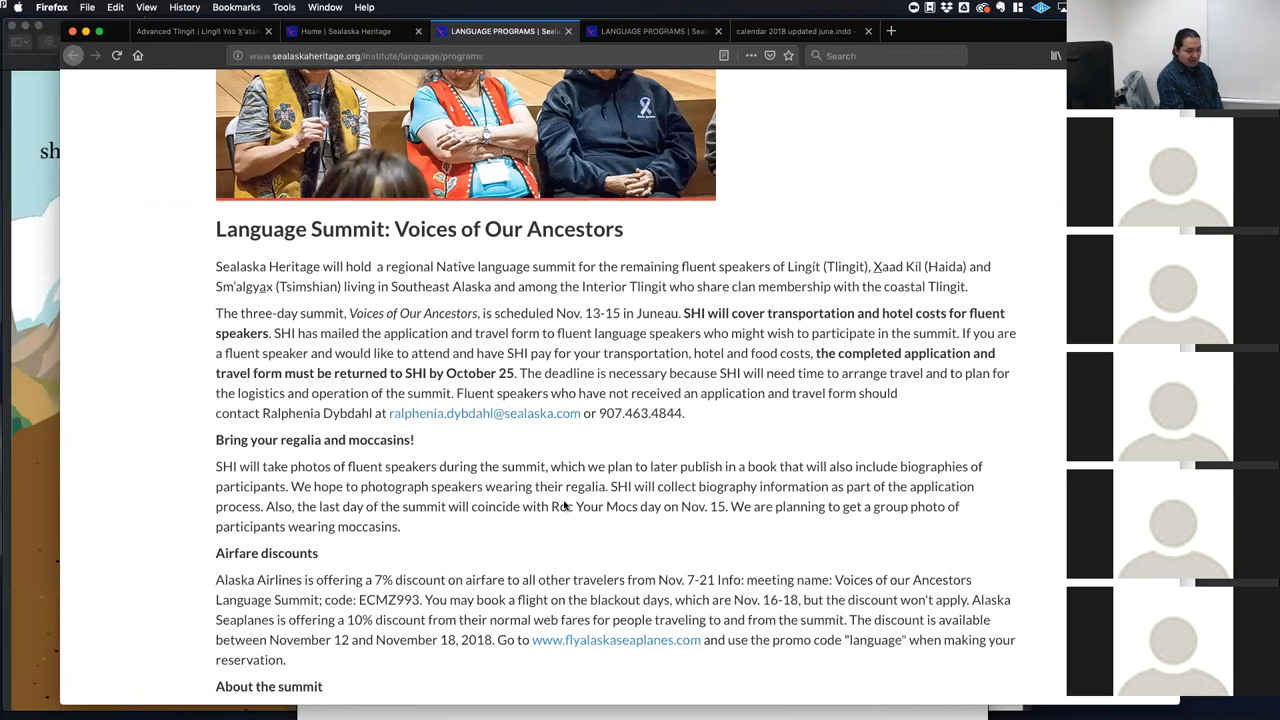 Firefox File Edit View History Bookmarks Tools Window Help
Advanced Tlingit | Lingít Yoo X̱ʼatán
Home | Sealaska Heritage
LANGUAGE PROGRAMS | Seal
LANGUAGE PROGRAMS | Seal
calendar 2018 updated june.indd
www.sealaskaheritage.org/institute/language/programs
Search
sh
Language Summit: Voices of Our Ancestors
Sealaska Heritage will hold a regional Native language summit for the remaining fluent speakers of Lingít (Tlingit), X̱aad Kíl (Haida) and
Sm'algya̱x (Tsimshian) living in Southeast Alaska and among the Interior Tlingit who share clan membership with the coastal Tlingit.
The three-day summit, Voices of Our Ancestors, is scheduled Nov. 13-15 in Juneau. SHI will cover transportation and hotel costs for fluent
speakers. SHI has mailed the application and travel form to fluent language speakers who might wish to participate in the summit. If you are
a fluent speaker and would like to attend and have SHI pay for your transportation, hotel and food costs, the completed application and
travel form must be returned to SHI by October 25. The deadline is necessary because SHI will need time to arrange travel and to plan for
the logistics and operation of the summit. Fluent speakers who have not received an application and travel form should
contact Ralphenia Dybdahl at ralphenia.dybdahl@sealaska.com or 907.463.4844.
Bring your regalia and moccasins!
SHI will take photos of fluent speakers during the summit, which we plan to later publish in a book that will also include biographies of
participants. We hope to photograph speakers wearing their regalia. SHI will collect biography information as part of the application
process. Also, the last day of the summit will coincide with Roc Your Mocs day on Nov. 15. We are planning to get a group photo of
participants wearing moccasins.
Airfare discounts
Alaska Airlines is offering a 7% discount on airfare to all other travelers from Nov. 7-21 Info: meeting name: Voices of our Ancestors
Language Summit; code: ECMZ993. You may book a flight on the blackout days, which are Nov. 16-18, but the discount won't apply. Alaska
Seaplanes is offering a 10% discount from their normal web fares for people traveling to and from the summit. The discount is available
between November 12 and November 18, 2018. Go to www.flyalaskaseaplanes.com and use the promo code "language" when making your
reservation.
About the summit